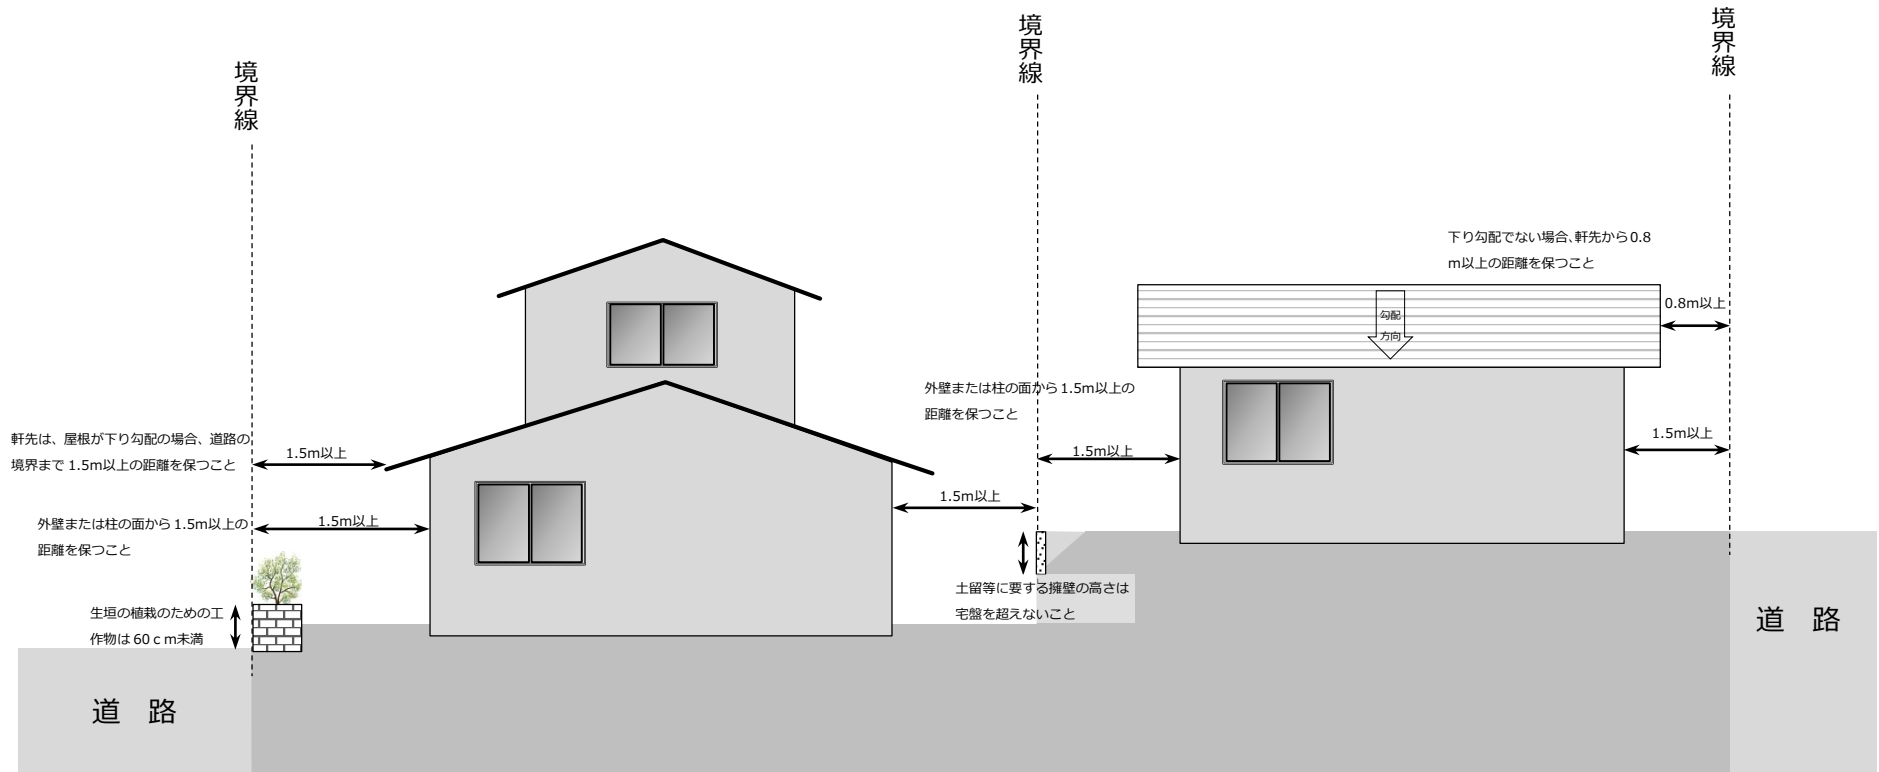 境界線
境界線
境界線
下り勾配でない場合、軒先から0.8
m以上の距離を保つこと
0.8m以上
勾配
方向
外壁または柱の面から1.5m以上の
距離を保つこと
軒先は、屋根が下り勾配の場合、道路の
境界まで1.5m以上の距離を保つこと
1.5m以上
1.5m以上
1.5m以上
1.5m以上
外壁または柱の面から1.5m以上の
距離を保つこと
1.5m以上
土留等に要する擁壁の高さは
宅盤を超えないこと
生垣の植栽のための工
作物は60cm未満
道 路
道 路